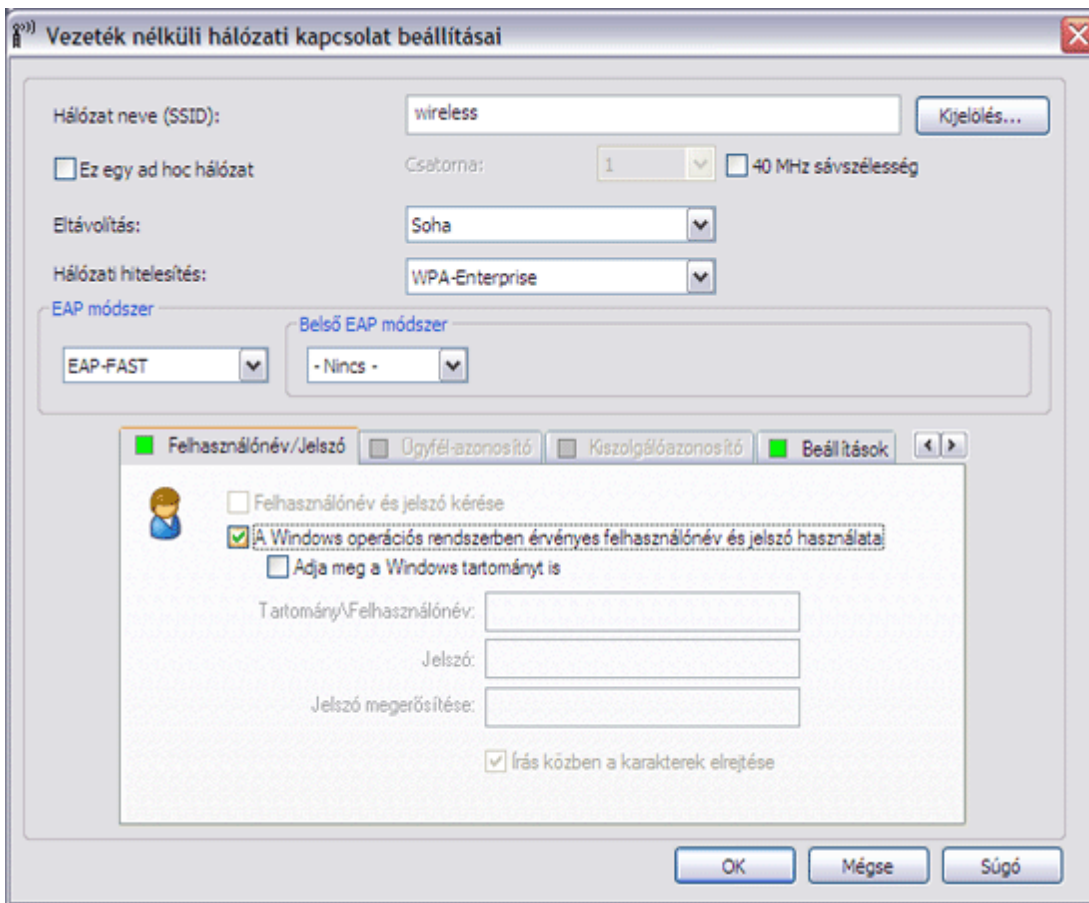 Vezeték nélküli hálózati kapcsolat beállításai
Hálózat neve (SSID): wireless Kijelölés...
Ez egy ad hoc hálózat Csatorna: 1 40 MHz sávszélesség
Eltávolítás: Soha
Hálózati hitelesítés: WPA-Enterprise
EAP módszer
Belső EAP módszer
EAP-FAST - Nincs -
Felhasználónév/Jelszó Ügyfél-azonosító Kiszolgálóazonosító Beállítások
Felhasználónév és jelszó kérése
A Windows operációs rendszerben érvényes felhasználónév és jelszó használata
Adja meg a Windows tartományt is
Tartomány\Felhasználónév:
Jelszó:
Jelszó megerősítése:
Írás közben a karakterek elrejtése
OK Mégse Súgó